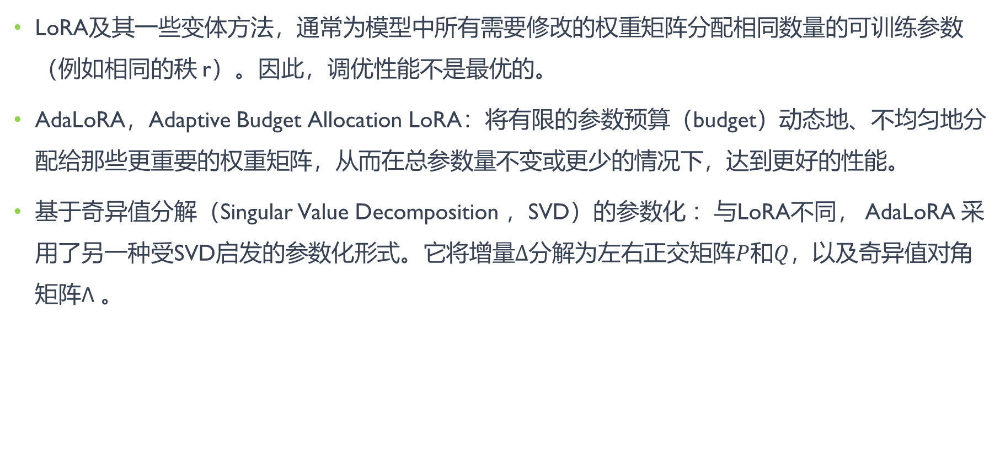 • LoRA及其一些变体方法，通常为模型中所有需要修改的权重矩阵分配相同数量的可训练参数
（例如相同的秩 r）。因此，调优性能不是最优的。
• AdaLoRA，Adaptive Budget Allocation LoRA：将有限的参数预算（budget）动态地、不均匀地分
配给那些更重要的权重矩阵，从而在总参数量不变或更少的情况下，达到更好的性能。
• 基于奇异值分解（Singular Value Decomposition ，SVD）的参数化 ：与LoRA不同， AdaLoRA 采
用了另一种受SVD启发的参数化形式。它将增量Δ分解为左右正交矩阵P和Q，以及奇异值对角
矩阵Λ 。